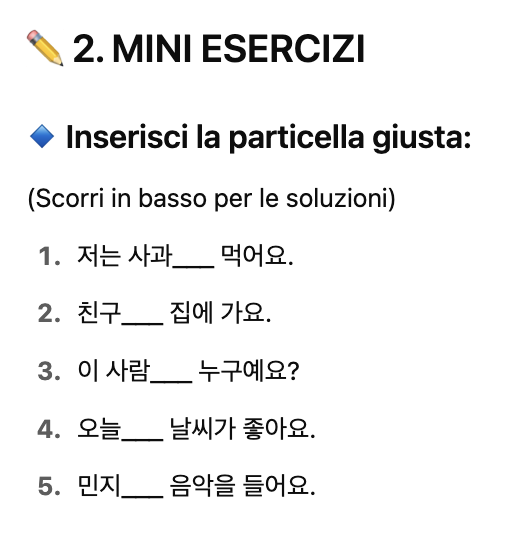 ✏️ 2. MINI ESERCIZI
🔹 Inserisci la particella giusta:
(Scorri in basso per le soluzioni)
1. 저는 사과___ 먹어요.
2. 친구___ 집에 가요.
3. 이 사람___ 누구예요?
4. 오늘___ 날씨가 좋아요.
5. 민지___ 음악을 들어요.